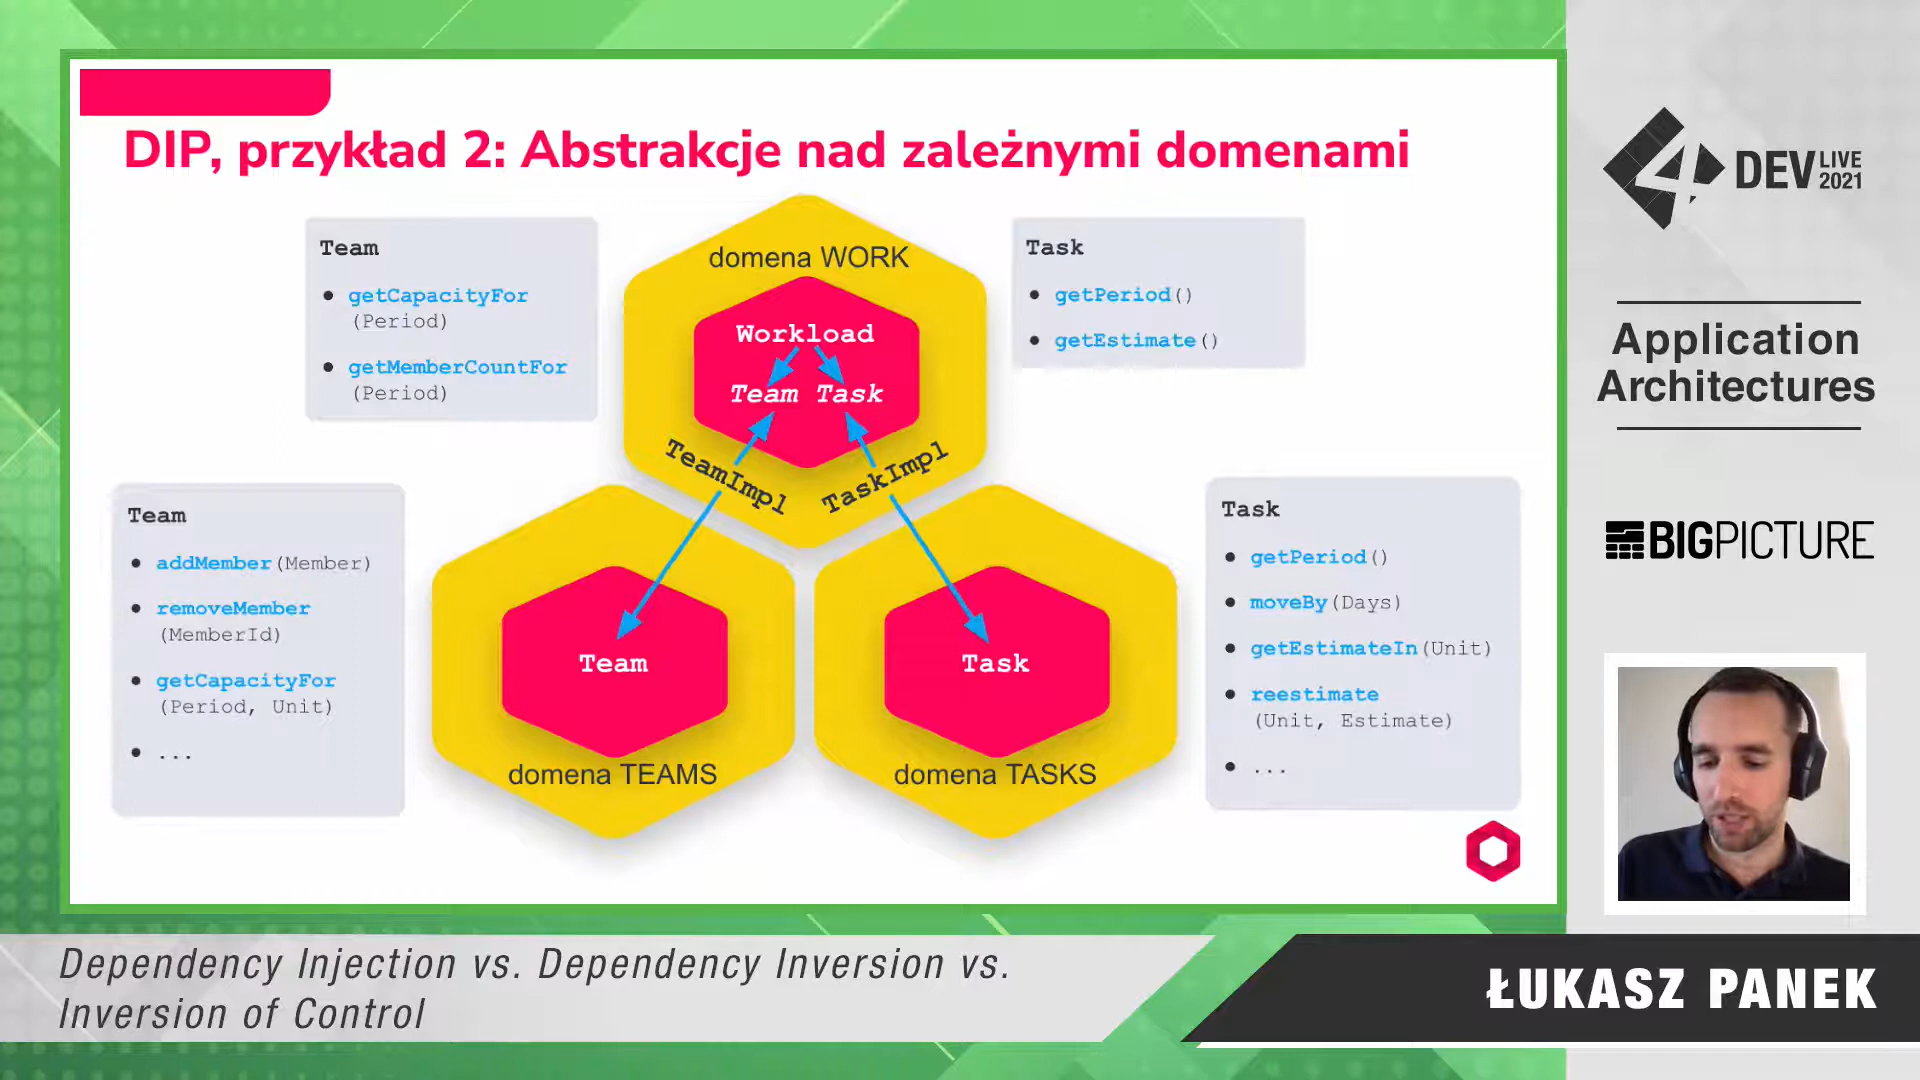 DIP, przykład 2: Abstrakcje nad zależnymi domenami
Team
getCapacityFor
(Period)
getMemberCountFor
(Period)
domena WORK
Workload
Team Task
TeamImpl
TaskImpl
Task
getPeriod()
getEstimate()
Team
addMember(Member)
removeMember
(MemberId)
getCapacityFor
(Period, Unit)
...
Team
domena TEAMS
Task
domena TASKS
Task
getPeriod()
moveBy(Days)
getEstimateIn(Unit)
reestimate
(Unit, Estimate)
...
4
DEV LIVE
2021
Application
Architectures
BIGPICTURE
Dependency Injection vs. Dependency Inversion vs.
Inversion of Control
ŁUKASZ PANEK